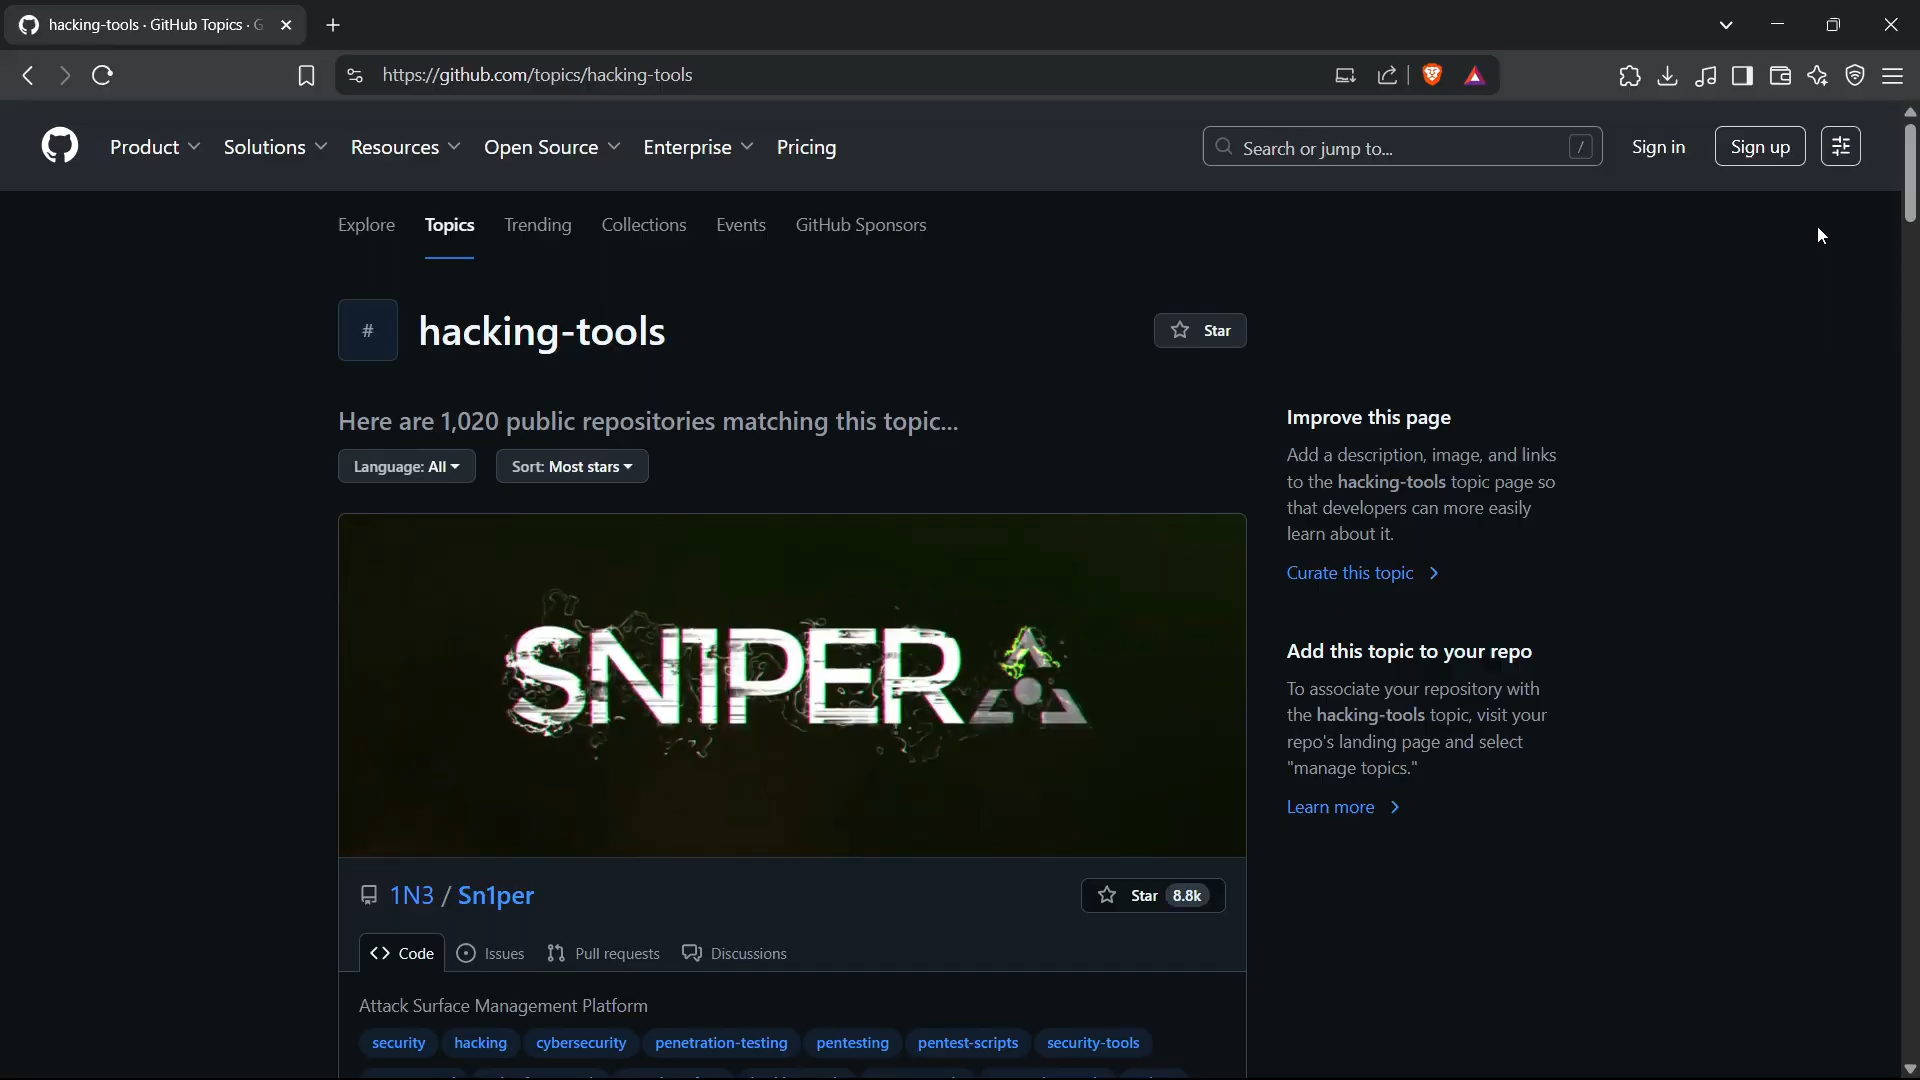 hacking-tools · GitHub Topics · G
https://github.com/topics/hacking-tools
Product Solutions Resources Open Source Enterprise Pricing
Search or jump to... /
Sign in
Sign up
Explore Topics Trending Collections Events GitHub Sponsors
# hacking-tools
Star
Here are 1,020 public repositories matching this topic...
Language: All
Sort: Most stars
SN1PER
1N3 / Sn1per
Star 8.8k
Code Issues Pull requests Discussions
Attack Surface Management Platform
security hacking cybersecurity penetration-testing pentesting pentest-scripts security-tools
Improve this page
Add a description, image, and links
to the hacking-tools topic page so
that developers can more easily
learn about it.
Curate this topic
Add this topic to your repo
To associate your repository with
the hacking-tools topic, visit your
repo's landing page and select
"manage topics."
Learn more